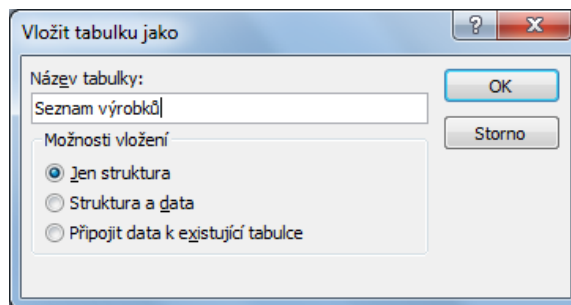 Vložit tabulku jako
?
X
Název tabulky:
Seznam výrobků
OK
Storno
Možnosti vložení
Jen struktura
Struktura a data
Připojit data k existující tabulce